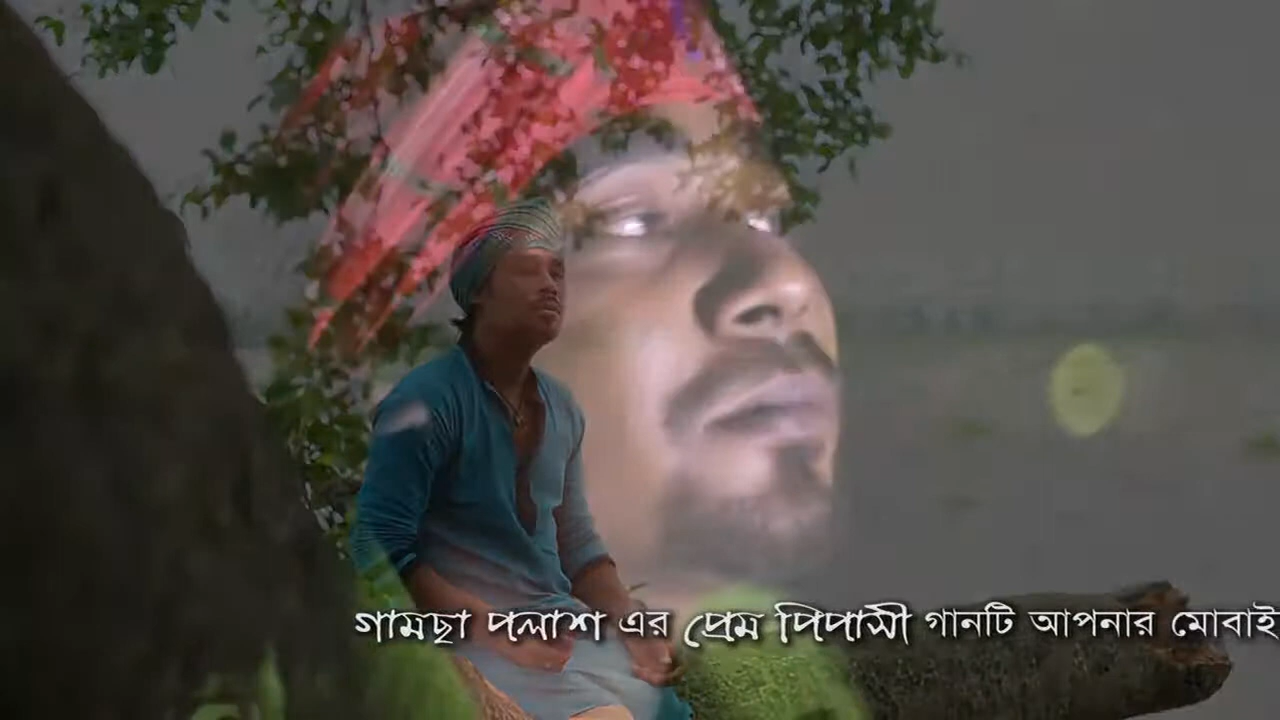 গামছা পলাশ এর প্রেম পিপাসী গানটি আপনার মোবাই